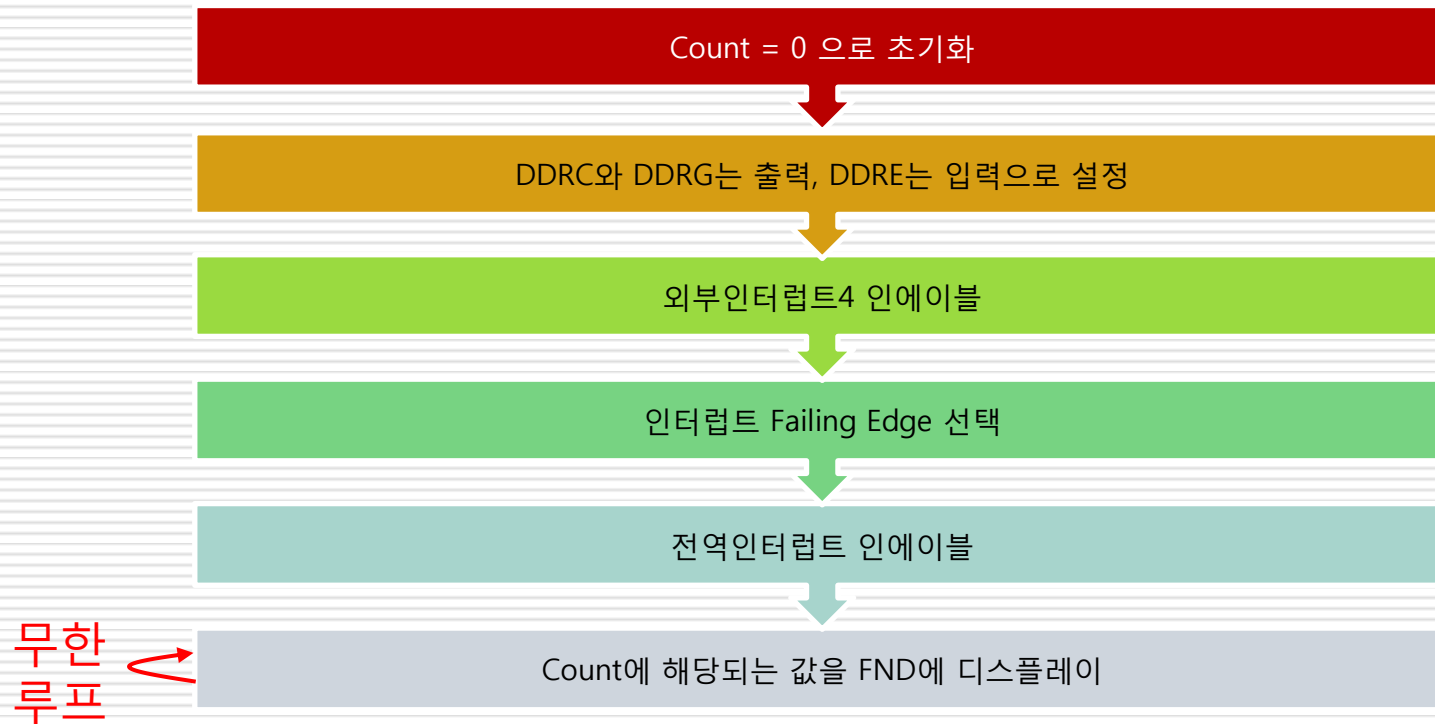 Count = 0 으로 초기화
DDRC와 DDRG는 출력, DDRE는 입력으로 설정
외부인터럽트4 인에이블
인터럽트 Failing Edge 선택
전역인터럽트 인에이블
무한
루프
Count에 해당되는 값을 FND에 디스플레이